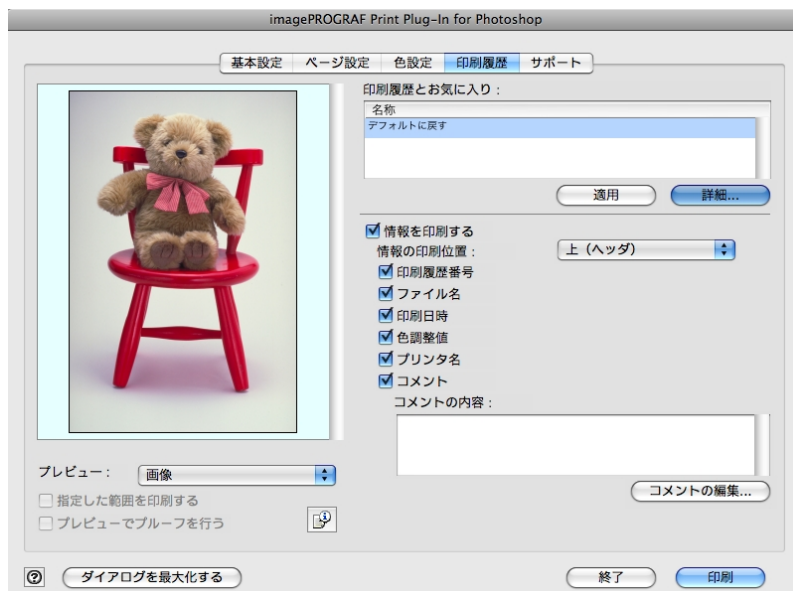 imagePROGRAF Print Plug-In for Photoshop
基本設定 ページ設定 色設定 印刷履歴 サポート
印刷履歴とお気に入り :
名称
デフォルトに戻す
適用 詳細...
情報を印刷する
情報の印刷位置 : 上（ヘッダ）
印刷履歴番号
ファイル名
印刷日時
色調整値
プリンタ名
コメント
コメントの内容 :
コメントの編集...
プレビュー : 画像
指定した範囲を印刷する
プレビューでプルーフを行う
? ダイアログを最大化する 終了 印刷